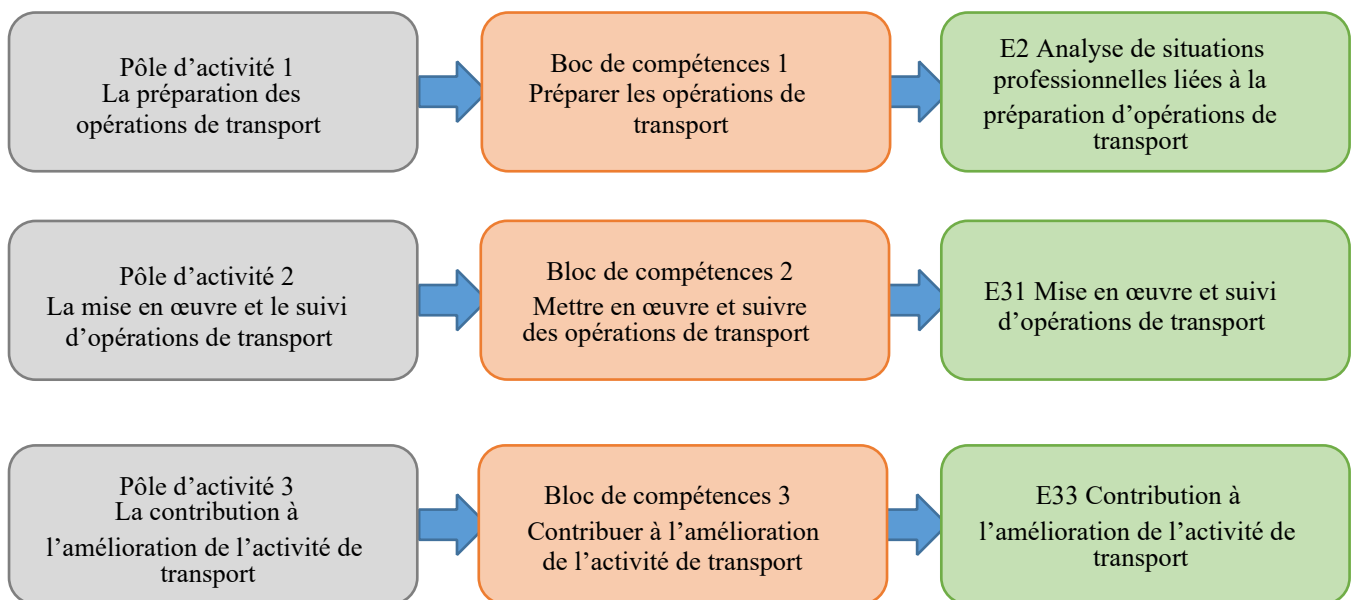 Pôle d’activité 1
La préparation des
opérations de transport
Boc de compétences 1
Préparer les opérations de
transport
E2 Analyse de situations
professionnelles liées à la
préparation d’opérations de
transport
Pôle d’activité 2
La mise en œuvre et le suivi
d’opérations de transport
Bloc de compétences 2
Mettre en œuvre et suivre
des opérations de transport
E31 Mise en œuvre et suivi
d’opérations de transport
Pôle d’activité 3
La contribution à
l’amélioration de l’activité de
transport
Bloc de compétences 3
Contribuer à l’amélioration
de l’activité de transport
E33 Contribution à
l’amélioration de l’activité de
transport